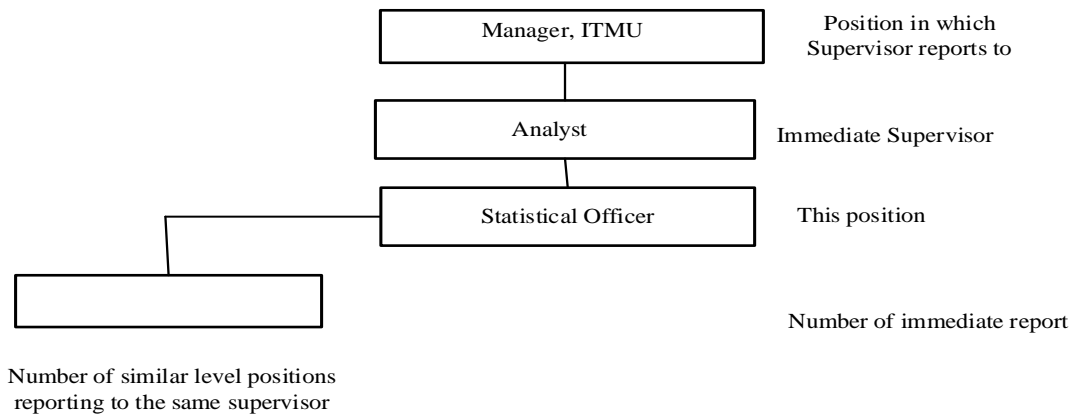 Manager, ITMU
Position in which
Supervisor reports to
Analyst
Immediate Supervisor
Statistical Officer
This position
Number of immediate report
Number of similar level positions
reporting to the same supervisor